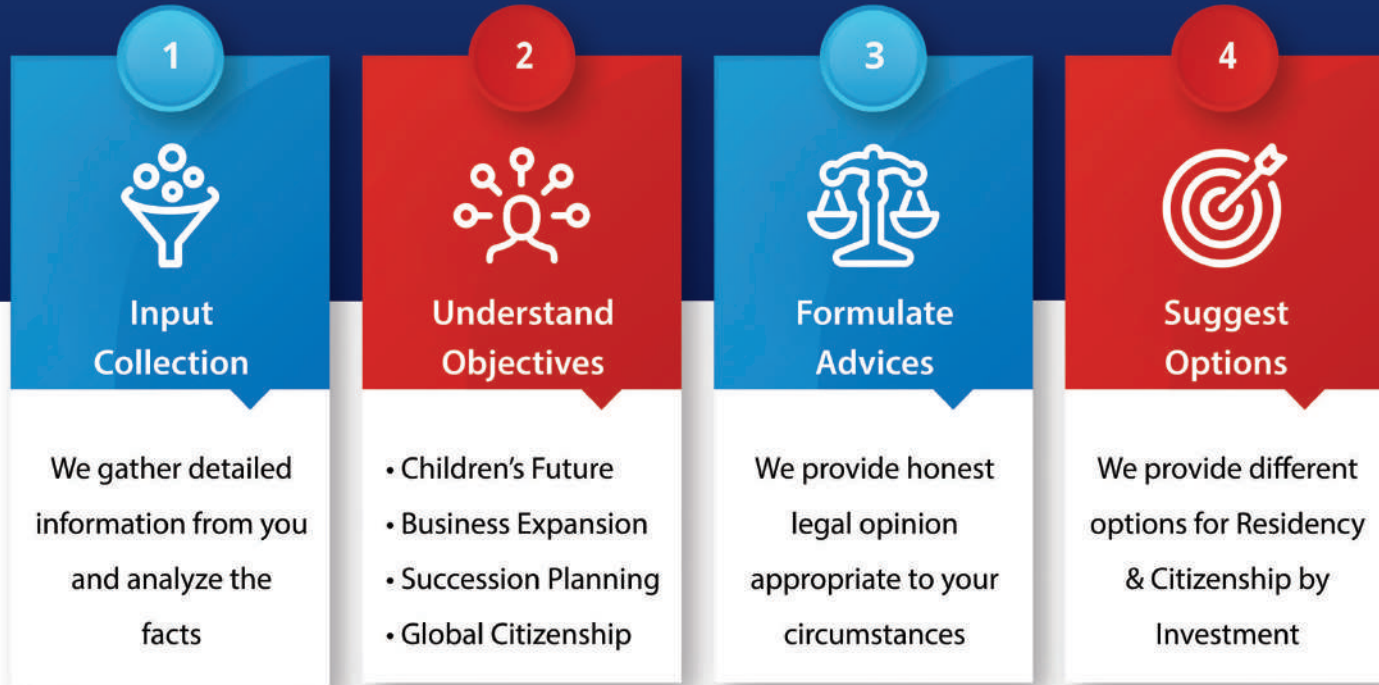 1
Input
Collection
We gather detailed
information from you
and analyze the
facts
2
Understand
Objectives
• Children's Future
• Business Expansion
• Succession Planning
• Global Citizenship
3
Formulate
Advices
We provide honest
legal opinion
appropriate to your
circumstances
4
Suggest
Options
We provide different
options for Residency
& Citizenship by
Investment